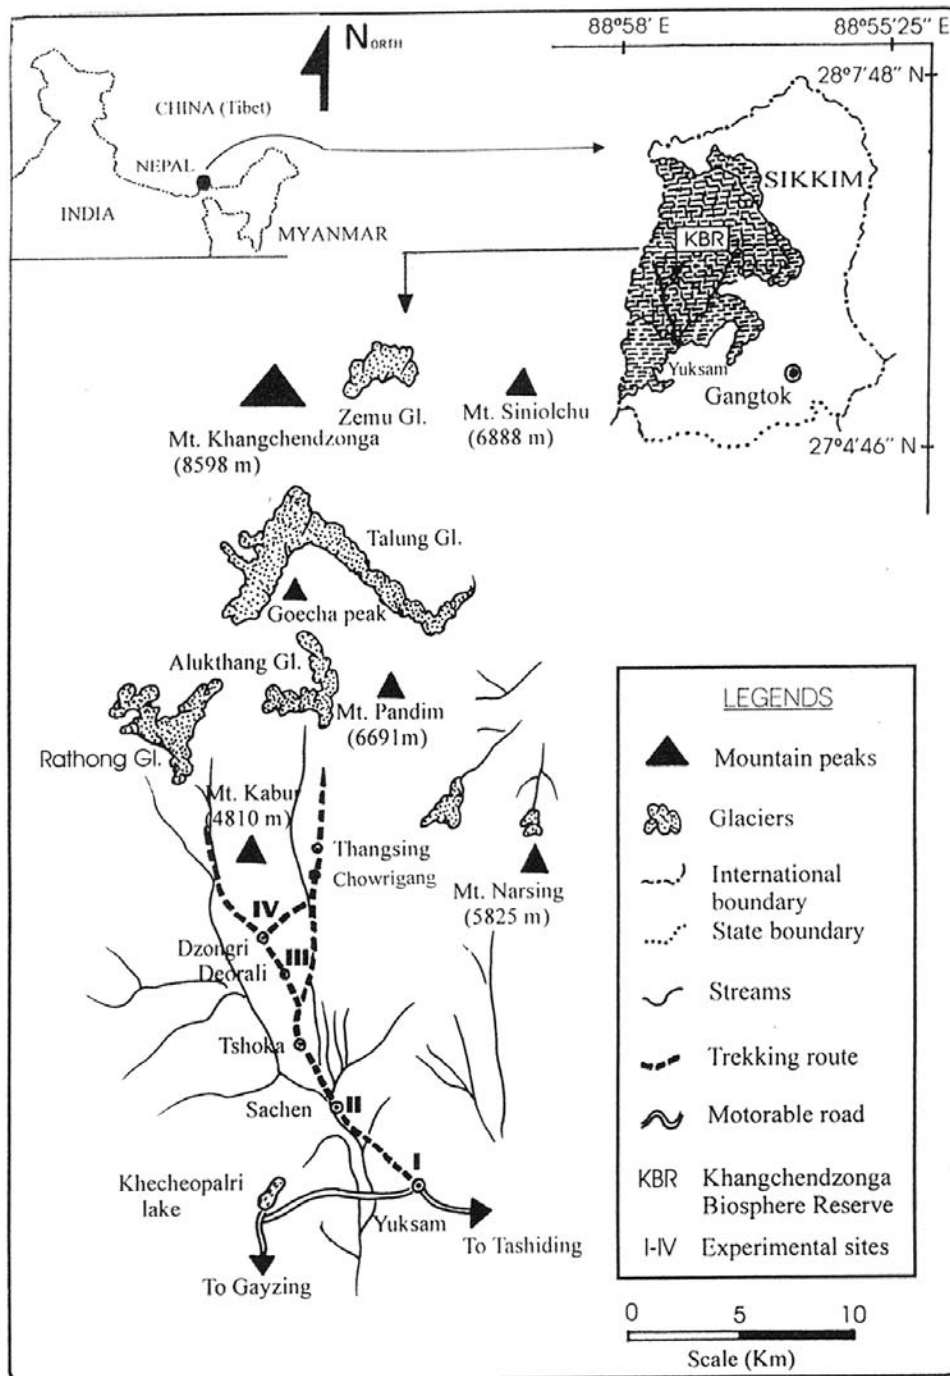 NORTH
88°58' E
88°55'25" E
28°7'48" N
CHINA (Tibet)
NEPAL
INDIA
MYANMAR
SIKKIM
KBR
Yuksam
Gangtok
27°4'46" N
Zemu Gl.
Mt. Khangchendzonga
(8598 m)
Mt. Siniolchu
(6888 m)
Talung Gl.
Goecha peak
Alukthang Gl.
Mt. Pandim
(6691m)
Rathong Gl.
Mt. Kabur
(4810 m)
Thangsing
Chowrigang
Mt. Narsing
(5825 m)
IV
Dzongri
III
Deorali
Tshoka
Sachen
II
I
Khecheopalri
lake
Yuksam
To Tashiding
To Gayzing
LEGENDS
Mountain peaks
Glaciers
International
boundary
State boundary
Streams
Trekking route
Motorable road
KBR Khangchendzonga
Biosphere Reserve
I-IV Experimental sites
0 5 10
Scale (Km)